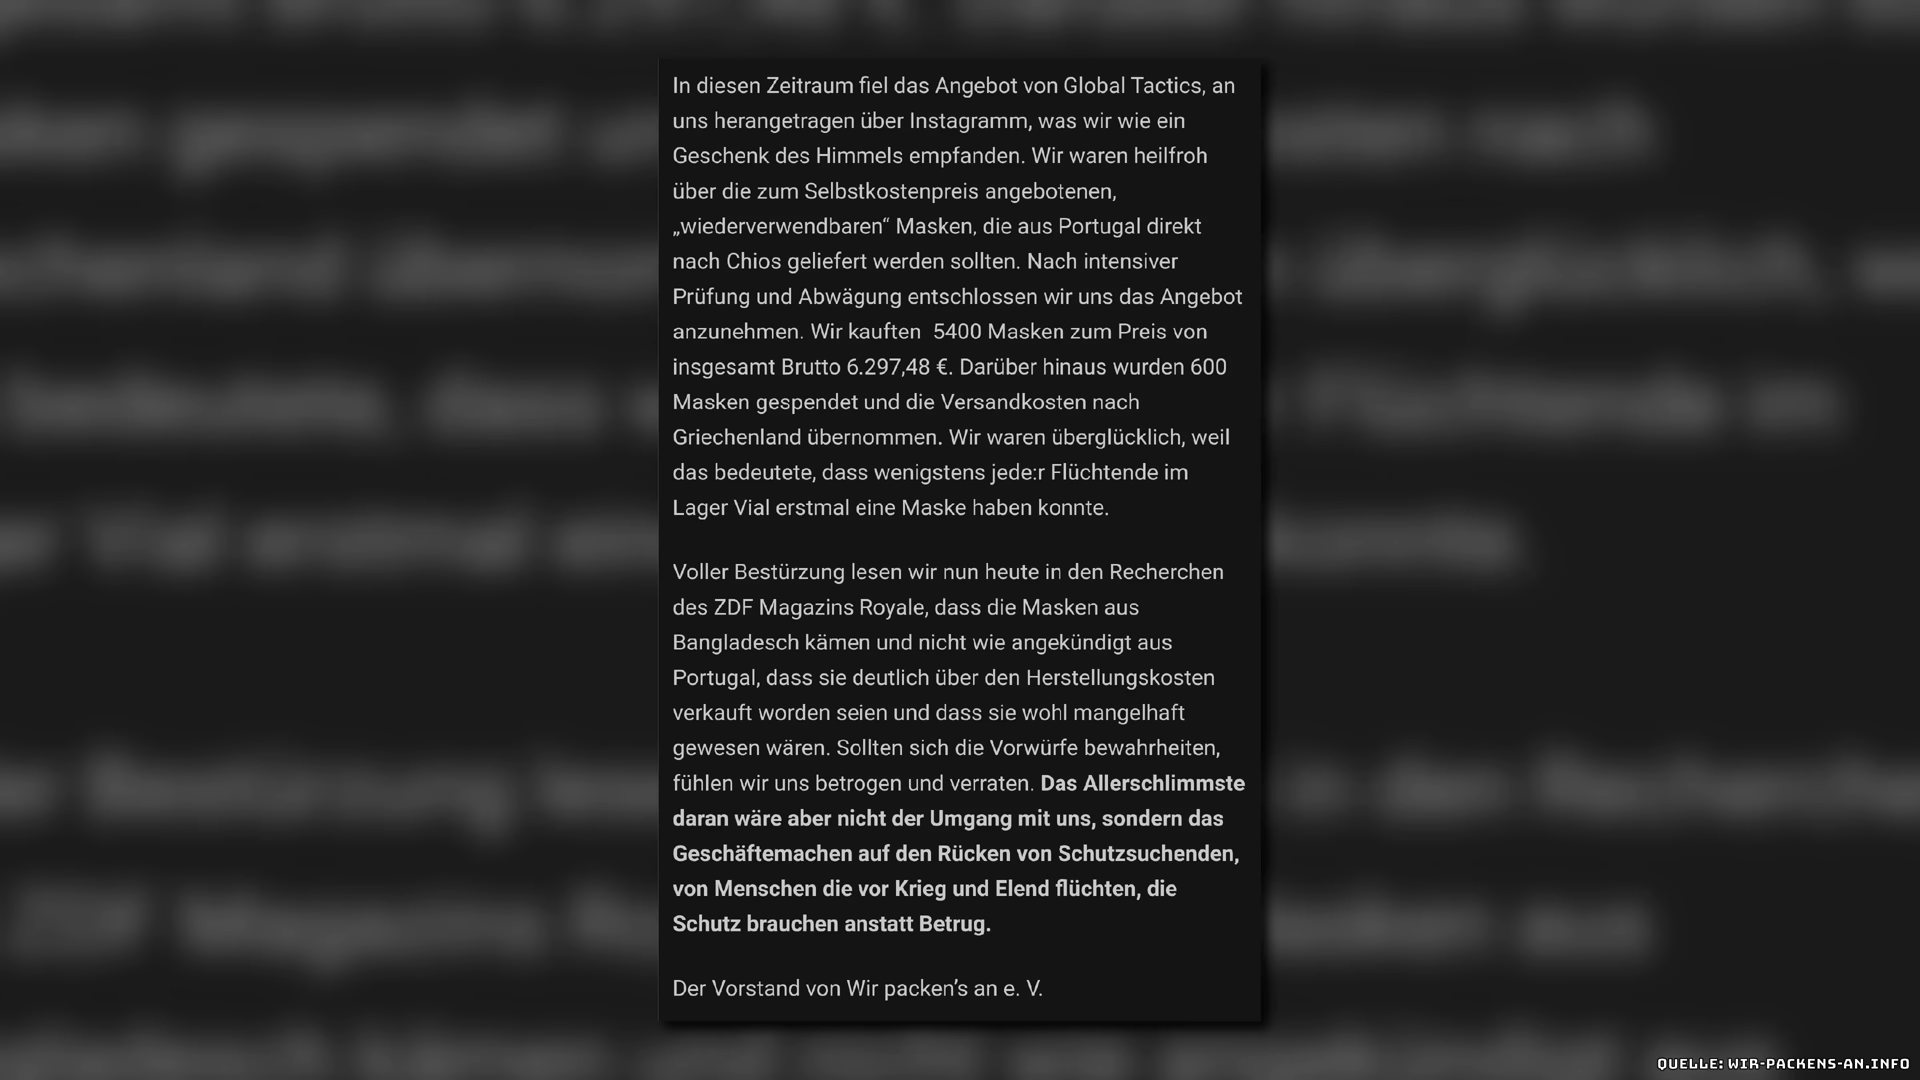 In diesen Zeitraum fiel das Angebot von Global Tactics, an
uns herangetragen über Instagramm, was wir wie ein
Geschenk des Himmels empfanden. Wir waren heilfroh
über die zum Selbstkostenpreis angebotenen,
„wiederverwendbaren“ Masken, die aus Portugal direkt
nach Chios geliefert werden sollten. Nach intensiver
Prüfung und Abwägung entschlossen wir uns das Angebot
anzunehmen. Wir kauften  5400 Masken zum Preis von
insgesamt Brutto 6.297,48 €. Darüber hinaus wurden 600
Masken gespendet und die Versandkosten nach
Griechenland übernommen. Wir waren überglücklich, weil
das bedeutete, dass wenigstens jede:r Flüchtende im
Lager Vial erstmal eine Maske haben konnte.
Voller Bestürzung lesen wir nun heute in den Recherchen
des ZDF Magazins Royale, dass die Masken aus
Bangladesch kämen und nicht wie angekündigt aus
Portugal, dass sie deutlich über den Herstellungskosten
verkauft worden seien und dass sie wohl mangelhaft
gewesen wären. Sollten sich die Vorwürfe bewahrheiten,
fühlen wir uns betrogen und verraten. Das Allerschlimmste
daran wäre aber nicht der Umgang mit uns, sondern das
Geschäftemachen auf den Rücken von Schutzsuchenden,
von Menschen die vor Krieg und Elend flüchten, die
Schutz brauchen anstatt Betrug.
Der Vorstand von Wir packen’s an e. V.
QUELLE: WIR-PACKENS-AN.INFO